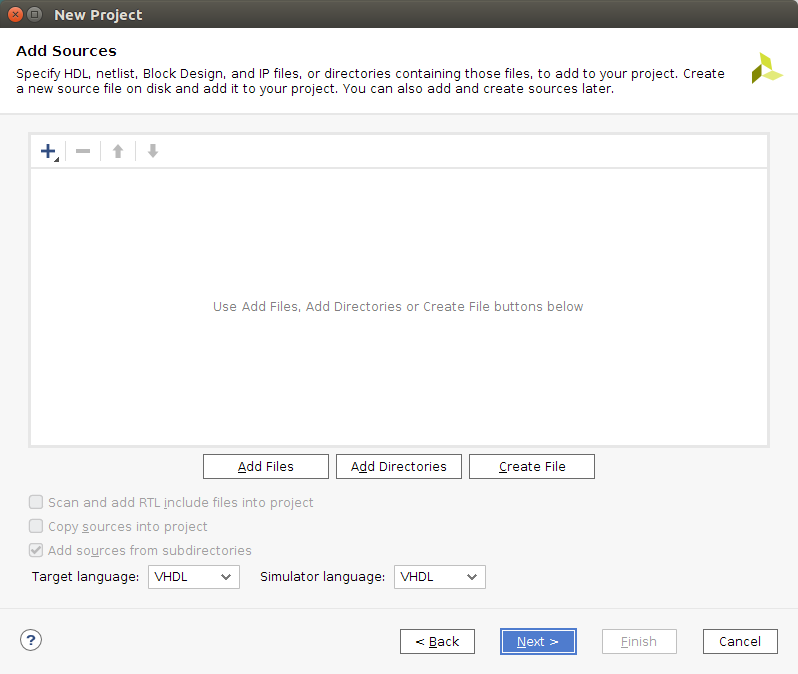 New Project
Add Sources
Specify HDL, netlist, Block Design, and IP files, or directories containing those files, to add to your project. Create
a new source file on disk and add it to your project. You can also add and create sources later.
Use Add Files, Add Directories or Create File buttons below
Add Files Add Directories Create File
Scan and add RTL include files into project
Copy sources into project
Add sources from subdirectories
Target language: VHDL Simulator language: VHDL
? < Back Next > Finish Cancel